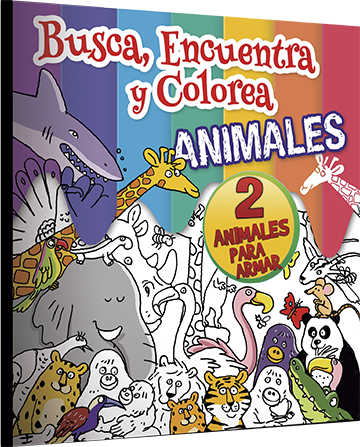 Busca, Encuentra
y Colorea
ANIMALES
2
ANIMALES
PARA
ARMAR